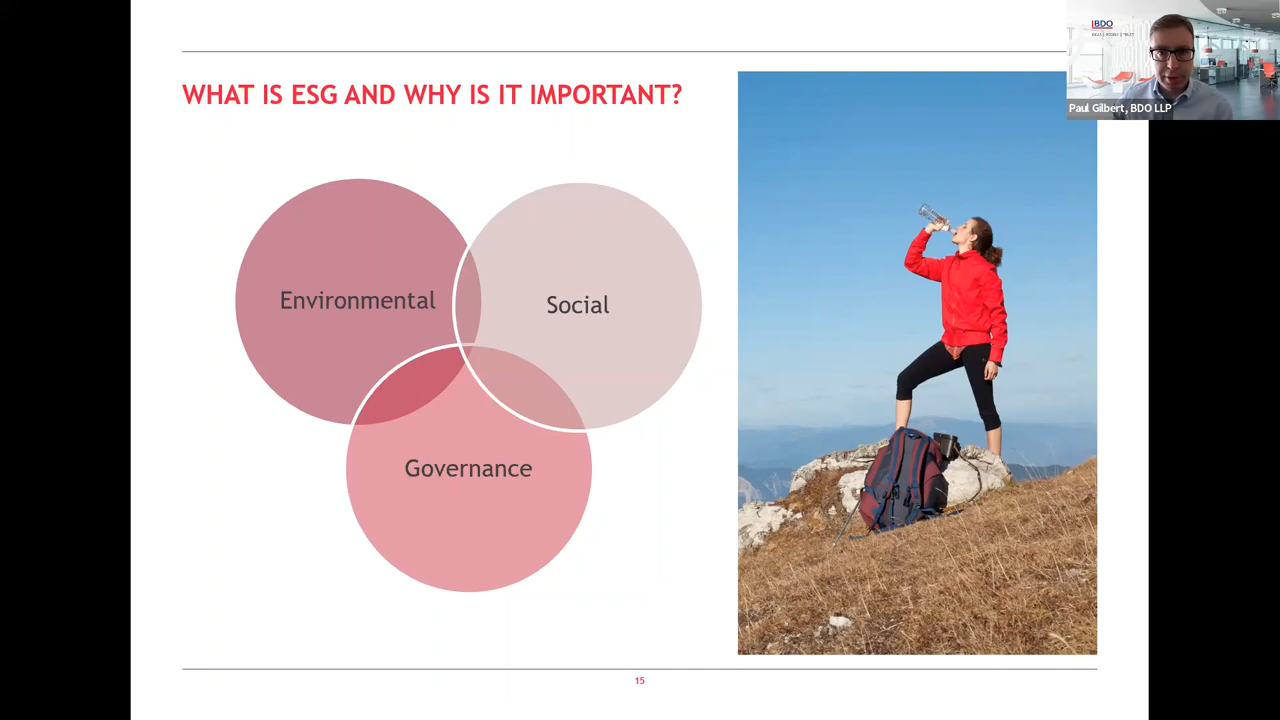 WHAT IS ESG AND WHY IS IT IMPORTANT?
BDO
Paul Gilbert, BDO LLP
Environmental
Social
Governance
15